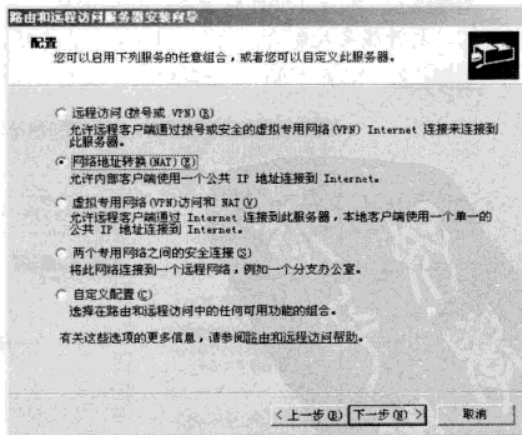 路由和远程访问服务器安装向导
配置
您可以启用下列服务的任意组合，或者您可以自定义此服务器。
远程访问(拨号或 VPN)(R)
允许远程客户端通过拨号或安全的虚拟专用网络(VPN) Internet 连接来连接到
此服务器。
网络地址转换(NAT)(E)
允许内部客户端使用一个公共 IP 地址连接到 Internet。
虚拟专用网络(VPN)访问和 NAT(V)
允许远程客户端通过 Internet 连接到此服务器，本地客户端使用一个单一的
公共 IP 地址连接到 Internet。
两个专用网络之间的安全连接(S)
将此网络连接到一个远程网络，例如一个分支办公室。
自定义配置(C)
选择在路由和远程访问中的任何可用功能的组合。
有关这些选项的更多信息，请参阅路由和远程访问帮助。
<上一步(B) 下一步(N)> 取消